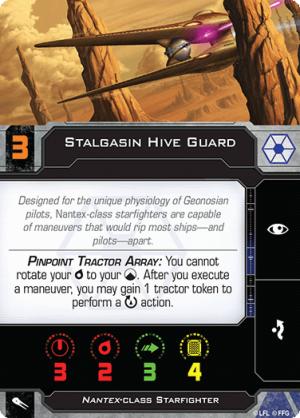 3
STALGASIN HIVE GUARD
Designed for the unique physiology of Geonosian
pilots, Nantex-class starfighters are capable
of maneuvers that would rip most ships—and
pilots—apart.
PINPOINT TRACTOR ARRAY: You cannot
rotate your to your . After you execute
a maneuver, you may gain 1 tractor token to
perform a action.
3 2 3 4
NANTEX-CLASS STARFIGHTER
©LFL ©FFG